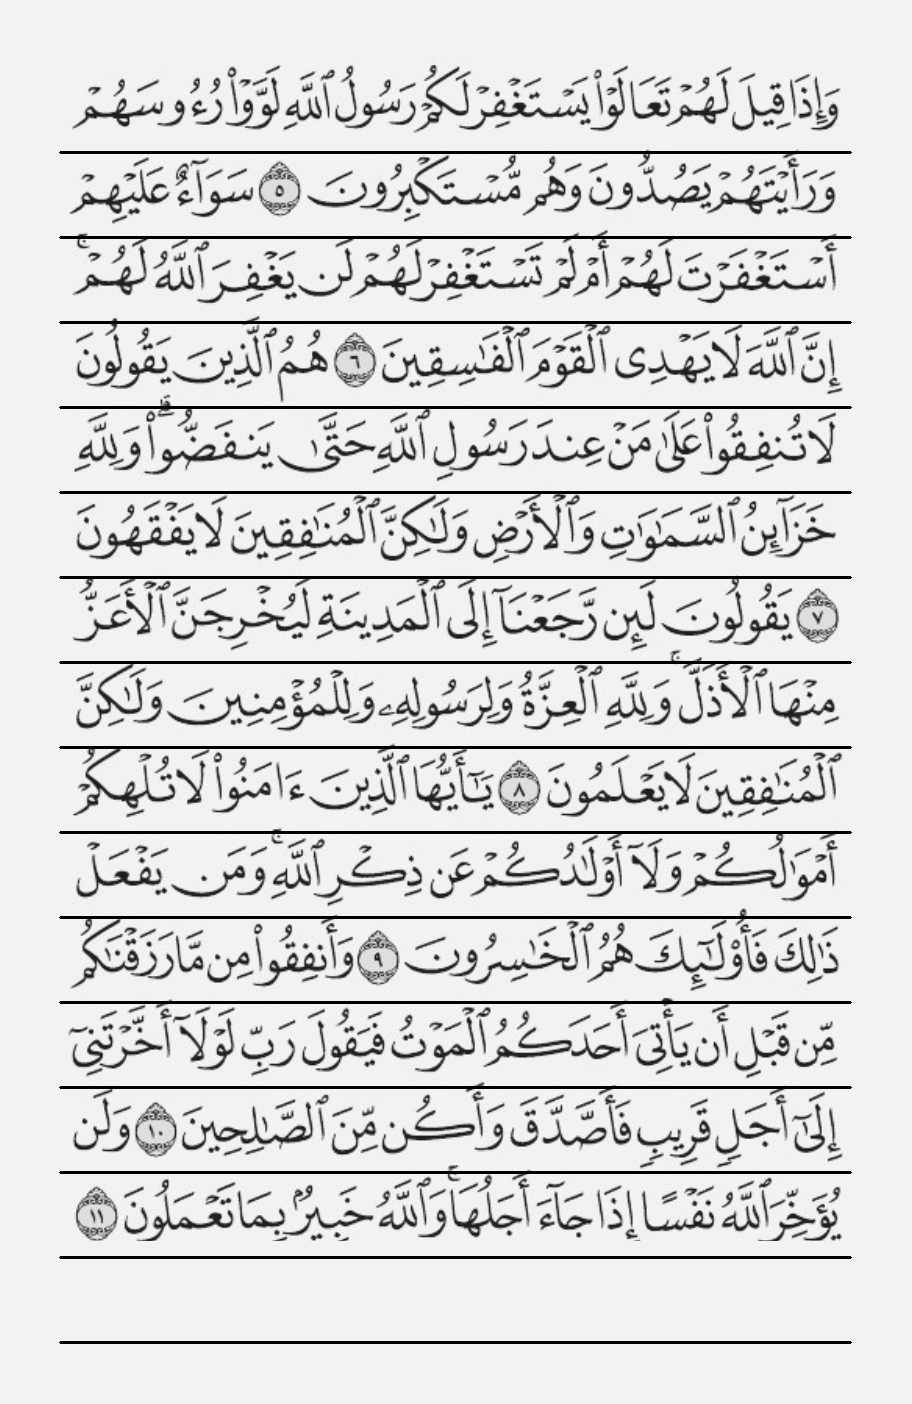 وَإِذَا قِيلَ لَهُمْ تَعَالَوْا۟ يَسْتَغْفِرْ لَكُمْ رَسُولُ ٱللَّهِ لَوَّوْا۟ رُءُوسَهُمْ
وَرَأَيْتَهُمْ يَصُدُّونَ وَهُم مُّسْتَكْبِرُونَ ٥ سَوَآءٌ عَلَيْهِمْ
أَسْتَغْفَرْتَ لَهُمْ أَمْ لَمْ تَسْتَغْفِرْ لَهُمْ لَن يَغْفِرَ ٱللَّهُ لَهُمْ ۚ
إِنَّ ٱللَّهَ لَا يَهْدِى ٱلْقَوْمَ ٱلْفَـٰسِقِينَ ٦ هُمُ ٱلَّذِينَ يَقُولُونَ
لَا تُنفِقُوا۟ عَلَىٰ مَنْ عِندَ رَسُولِ ٱللَّهِ حَتَّىٰ يَنفَضُّوا۟ ۗ وَلِلَّهِ
خَزَآئِنُ ٱلسَّمَـٰوَٰتِ وَٱلْأَرْضِ وَلَـٰكِنَّ ٱلْمُنَـٰفِقِينَ لَا يَفْقَهُونَ
٧ يَقُولُونَ لَئِن رَّجَعْنَآ إِلَى ٱلْمَدِينَةِ لَيُخْرِجَنَّ ٱلْأَعَزُّ
مِنْهَا ٱلْأَذَلَّ ۚ وَلِلَّهِ ٱلْعِزَّةُ وَلِرَسُولِهِۦ وَلِلْمُؤْمِنِينَ وَلَـٰكِنَّ
ٱلْمُنَـٰفِقِينَ لَا يَعْلَمُونَ ٨ يَـٰٓأَيُّهَا ٱلَّذِينَ ءَامَنُوا۟ لَا تُلْهِكُمْ
أَمْوَٰلُكُمْ وَلَآ أَوْلَـٰدُكُمْ عَن ذِكْرِ ٱللَّهِ ۚ وَمَن يَفْعَلْ
ذَٰلِكَ فَأُو۟لَـٰٓئِكَ هُمُ ٱلْخَـٰسِرُونَ ٩ وَأَنفِقُوا۟ مِن مَّا رَزَقْنَـٰكُم
مِّن قَبْلِ أَن يَأْتِىَ أَحَدَكُمُ ٱلْمَوْتُ فَيَقُولَ رَبِّ لَوْلَآ أَخَّرْتَنِىٓ
إِلَىٰٓ أَجَلٍ قَرِيبٍ فَأَصَّدَّقَ وَأَكُن مِّنَ ٱلصَّـٰلِحِينَ ١٠ وَلَن
يُؤَخِّرَ ٱللَّهُ نَفْسًا إِذَا جَآءَ أَجَلُهَا ۚ وَٱللَّهُ خَبِيرٌۢ بِمَا تَعْمَلُونَ ١١